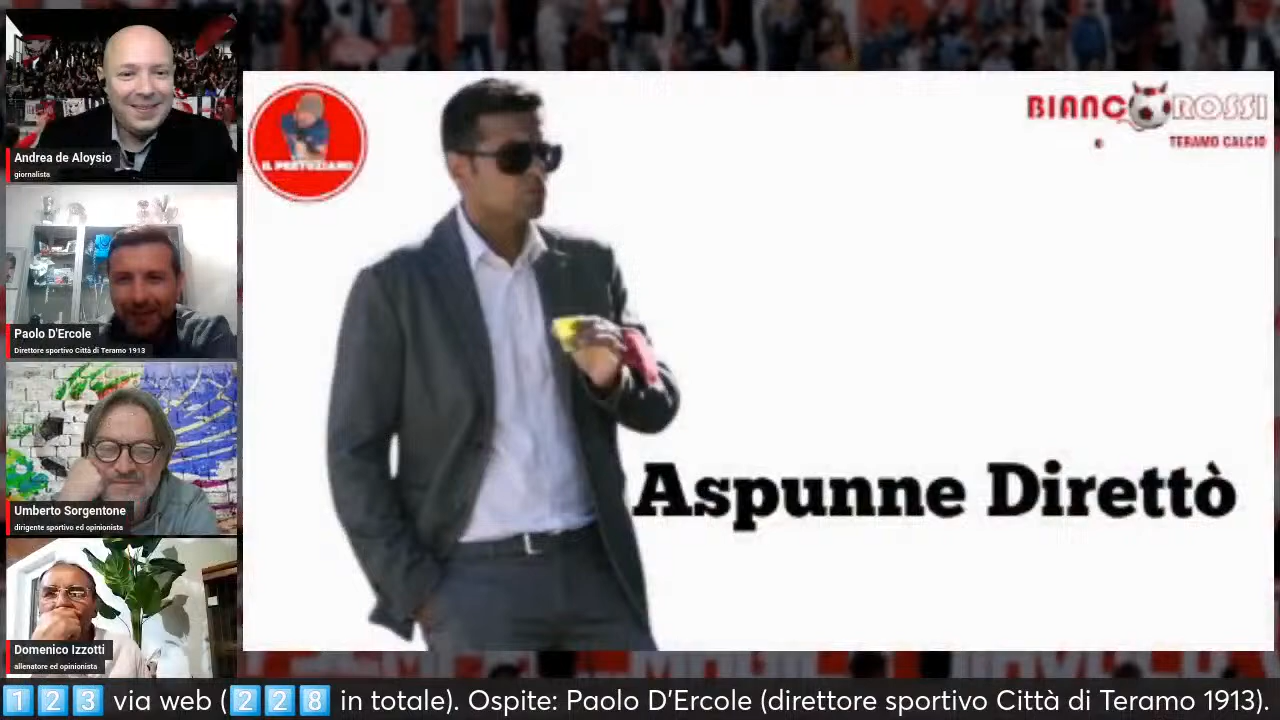 Andrea de Aloysio
giornalista
Paolo D'Ercole
Direttore sportivo Città di Teramo 1913
Umberto Sorgentone
dirigente sportivo ed opinionista
Domenico Izzotti
allenatore ed opinionista
IL PRETUZIANO
BIANCOROSSI
TERAMO CALCIO
Aspunne Direttò
1 2 3 via web (2 2 8 in totale). Ospite: Paolo D'Ercole (direttore sportivo Città di Teramo 1913).